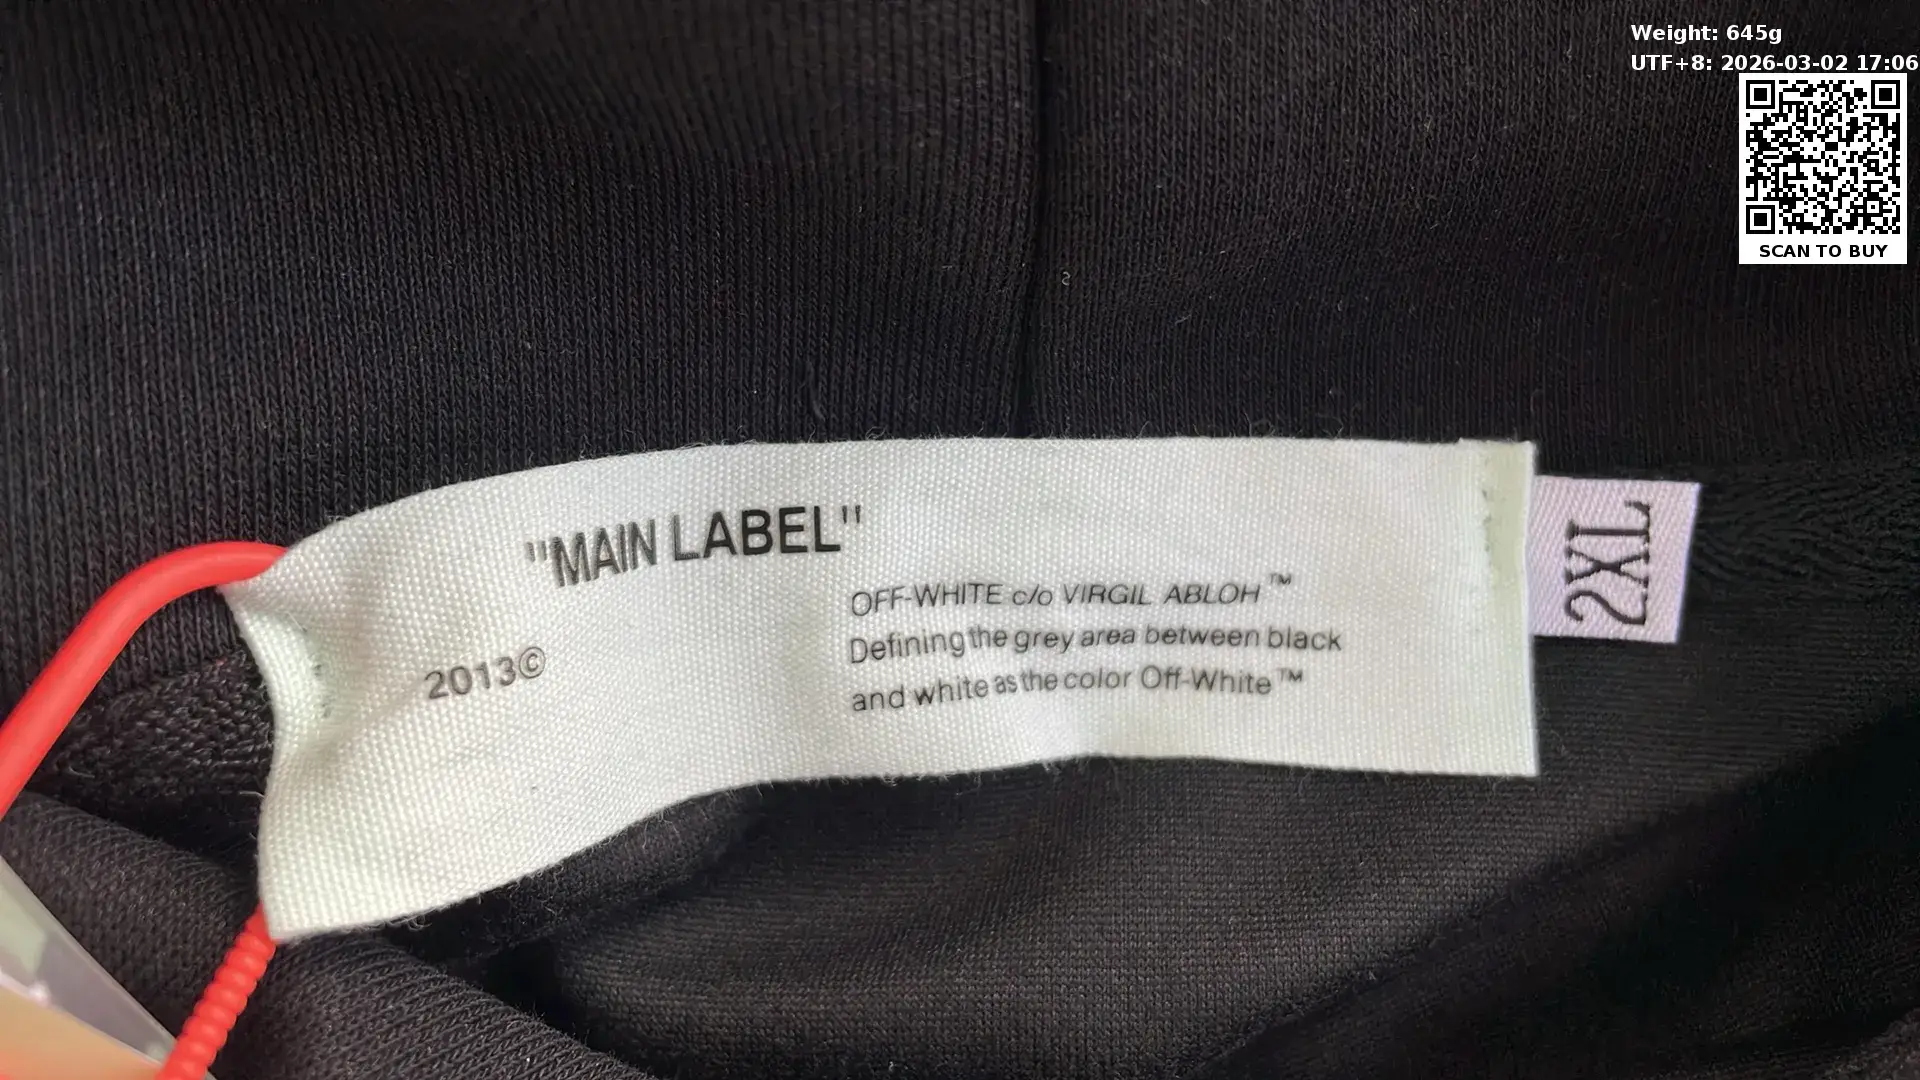 Weight: 645g
UTF+8: 2026-03-02 17:06
SCAN TO BUY
"MAIN LABEL"
2013©
OFF-WHITE c/o VIRGIL ABLOH™
Defining the grey area between black
and white as the color Off-White™
2XL